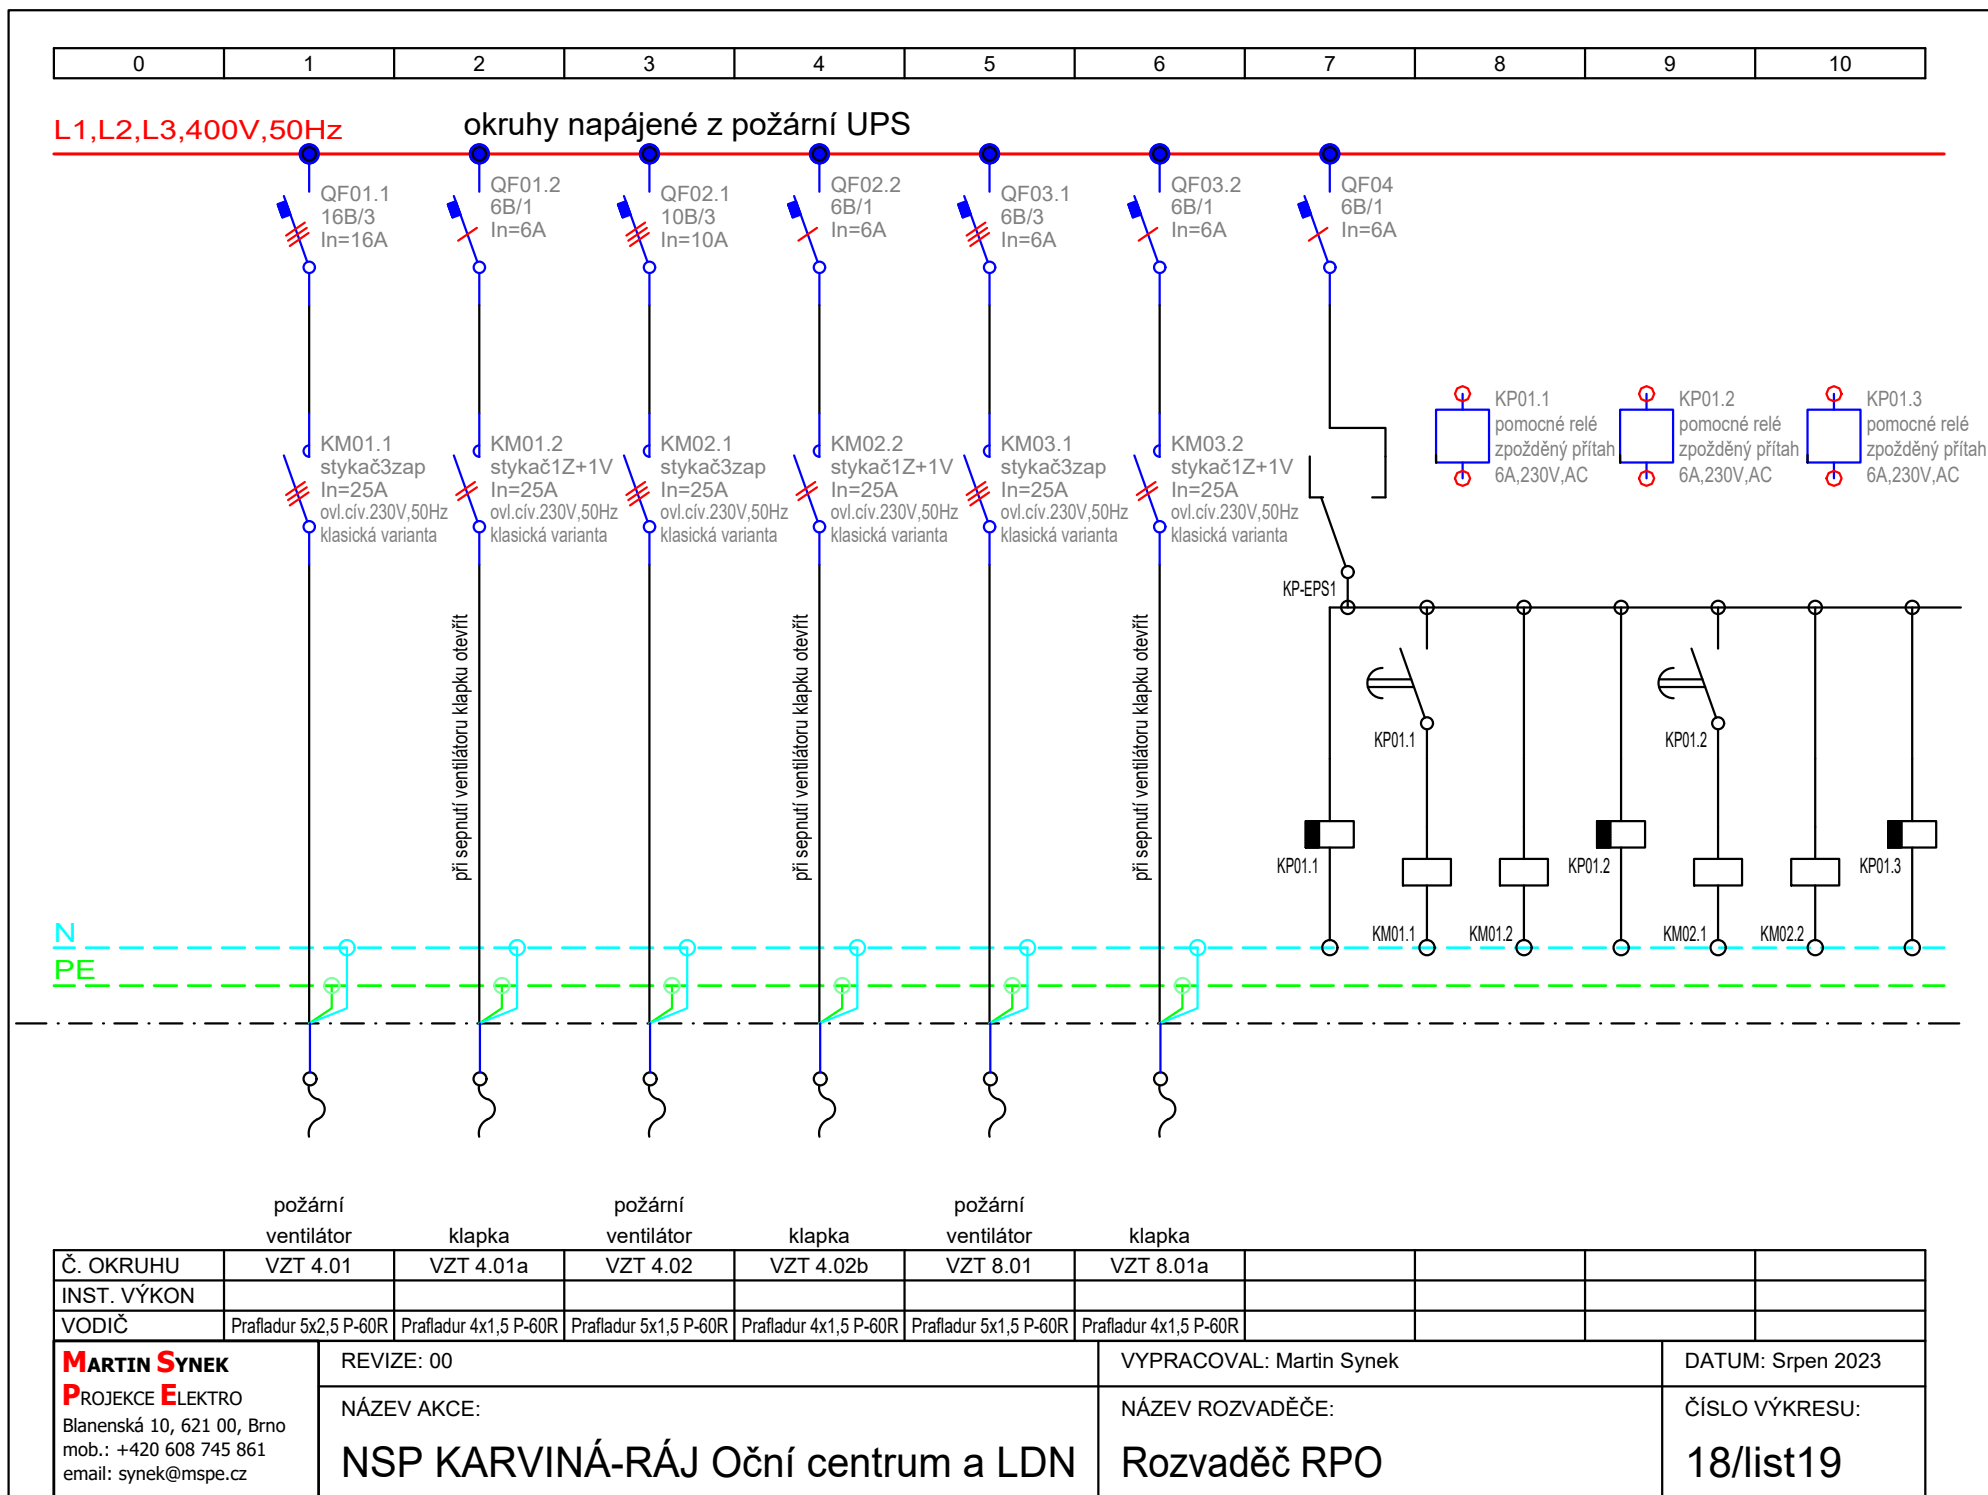 0 1 2 3 4 5 6 7 8 9 10
L1,L2,L3,400V,50Hz
okruhy napájené z požární UPS
QF01.1
16B/3
In=16A
QF01.2
6B/1
In=6A
QF02.1
10B/3
In=10A
QF02.2
6B/1
In=6A
QF03.1
6B/3
In=6A
QF03.2
6B/1
In=6A
QF04
6B/1
In=6A
KP01.1
pomocné relé
zpožděný přítah
6A,230V,AC
KP01.2
pomocné relé
zpožděný přítah
6A,230V,AC
KP01.3
pomocné relé
zpožděný přítah
6A,230V,AC
KM01.1
stykač3zap
In=25A
ovl.cív.230V,50Hz
klasická varianta
KM01.2
stykač1Z+1V
In=25A
ovl.cív.230V,50Hz
klasická varianta
KM02.1
stykač3zap
In=25A
ovl.cív.230V,50Hz
klasická varianta
KM02.2
stykač1Z+1V
In=25A
ovl.cív.230V,50Hz
klasická varianta
KM03.1
stykač3zap
In=25A
ovl.cív.230V,50Hz
klasická varianta
KM03.2
stykač1Z+1V
In=25A
ovl.cív.230V,50Hz
klasická varianta
KP-EPS1
při sepnutí ventilátoru klapku otevřít
při sepnutí ventilátoru klapku otevřít
při sepnutí ventilátoru klapku otevřít
KP01.1
KP01.2
KP01.1
KP01.2
KP01.3
KM01.1
KM01.2
KM02.1
KM02.2
N
PE
požární
ventilátor
klapka
požární
ventilátor
klapka
požární
ventilátor
klapka
Č. OKRUHU VZT 4.01 VZT 4.01a VZT 4.02 VZT 4.02b VZT 8.01 VZT 8.01a
INST. VÝKON
VODIČ Prafladur 5x2,5 P-60R Prafladur 4x1,5 P-60R Prafladur 5x1,5 P-60R Prafladur 4x1,5 P-60R Prafladur 5x1,5 P-60R Prafladur 4x1,5 P-60R
MARTIN SYNEK
PROJEKCE ELEKTRO
Blanenská 10, 621 00, Brno
mob.: +420 608 745 861
email: synek@mspe.cz
REVIZE: 00
VYPRACOVAL: Martin Synek
DATUM: Srpen 2023
NÁZEV AKCE:
NSP KARVINÁ-RÁJ Oční centrum a LDN
NÁZEV ROZVADĚČE:
Rozvaděč RPO
ČÍSLO VÝKRESU:
18/list19